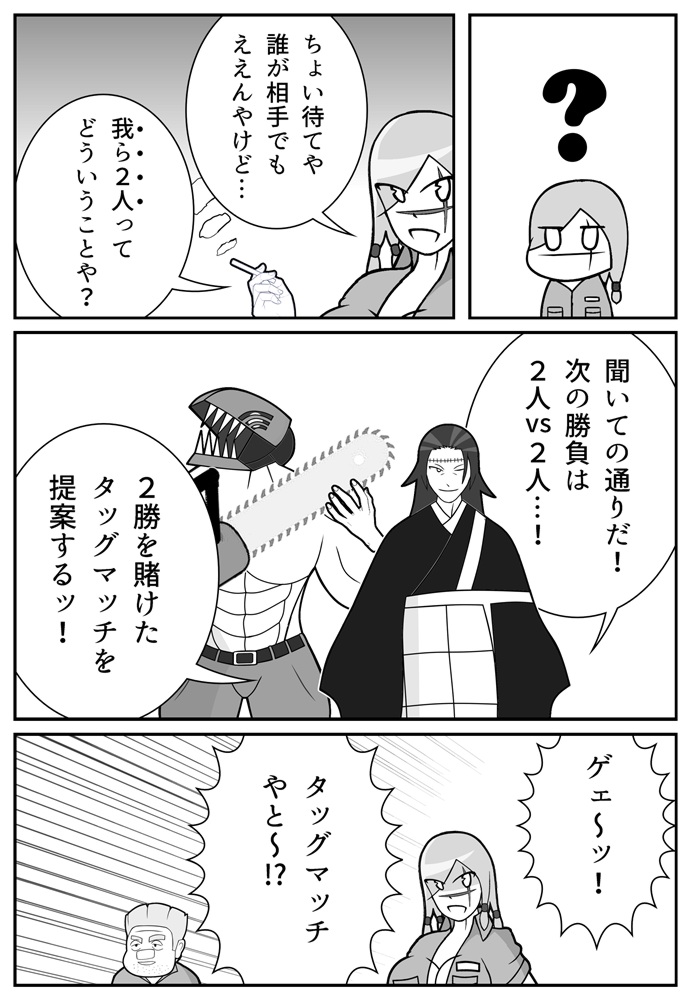 ?
ちょい待てや
誰が相手でも
ええんやけど…
我ら2人って
どういうことや?
聞いての通りだ!
次の勝負は
2人vs2人…!
2勝を賭けた
タッグマッチを
提案するッ!
ゲェ～ッ!
タッグマッチ
やと～!?